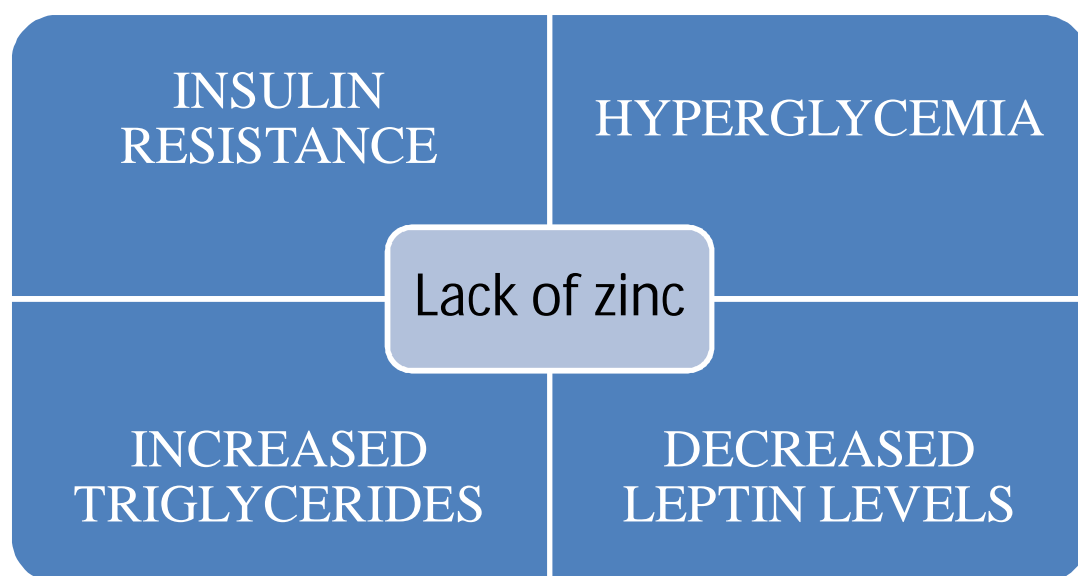 INSULIN
RESISTANCE
HYPERGLYCEMIA
Lack of zinc
INCREASED
TRIGLYCERIDES
DECREASED
LEPTIN LEVELS